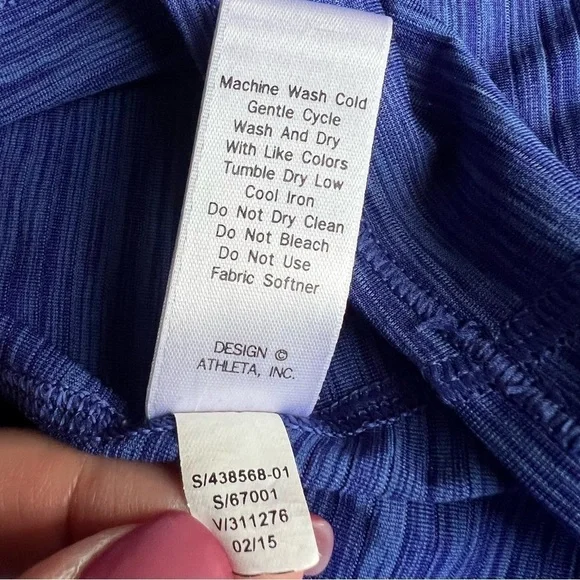 Machine Wash Cold
Gentle Cycle
Wash And Dry
With Like Colors
Tumble Dry Low
Cool Iron
Do Not Dry Clean
Do Not Bleach
Do Not Use
Fabric Softner
DESIGN ©
ATHLETA, INC.
S/438568-01
S/67001
V/311276
02/15